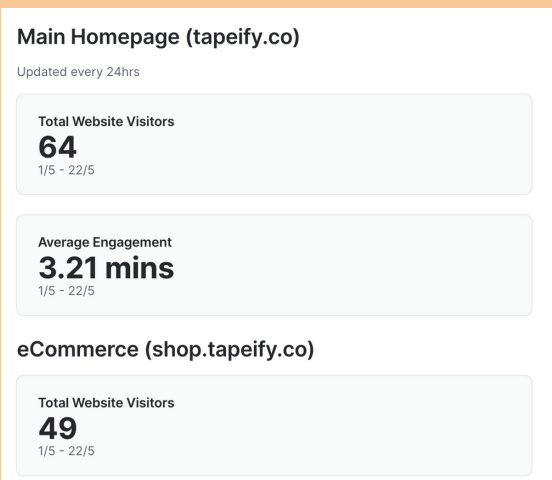 Main Homepage (tapeify.co)
Updated every 24hrs
Total Website Visitors
64
1/5 - 22/5
Average Engagement
3.21 mins
1/5 - 22/5
eCommerce (shop.tapeify.co)
Total Website Visitors
49
1/5 - 22/5